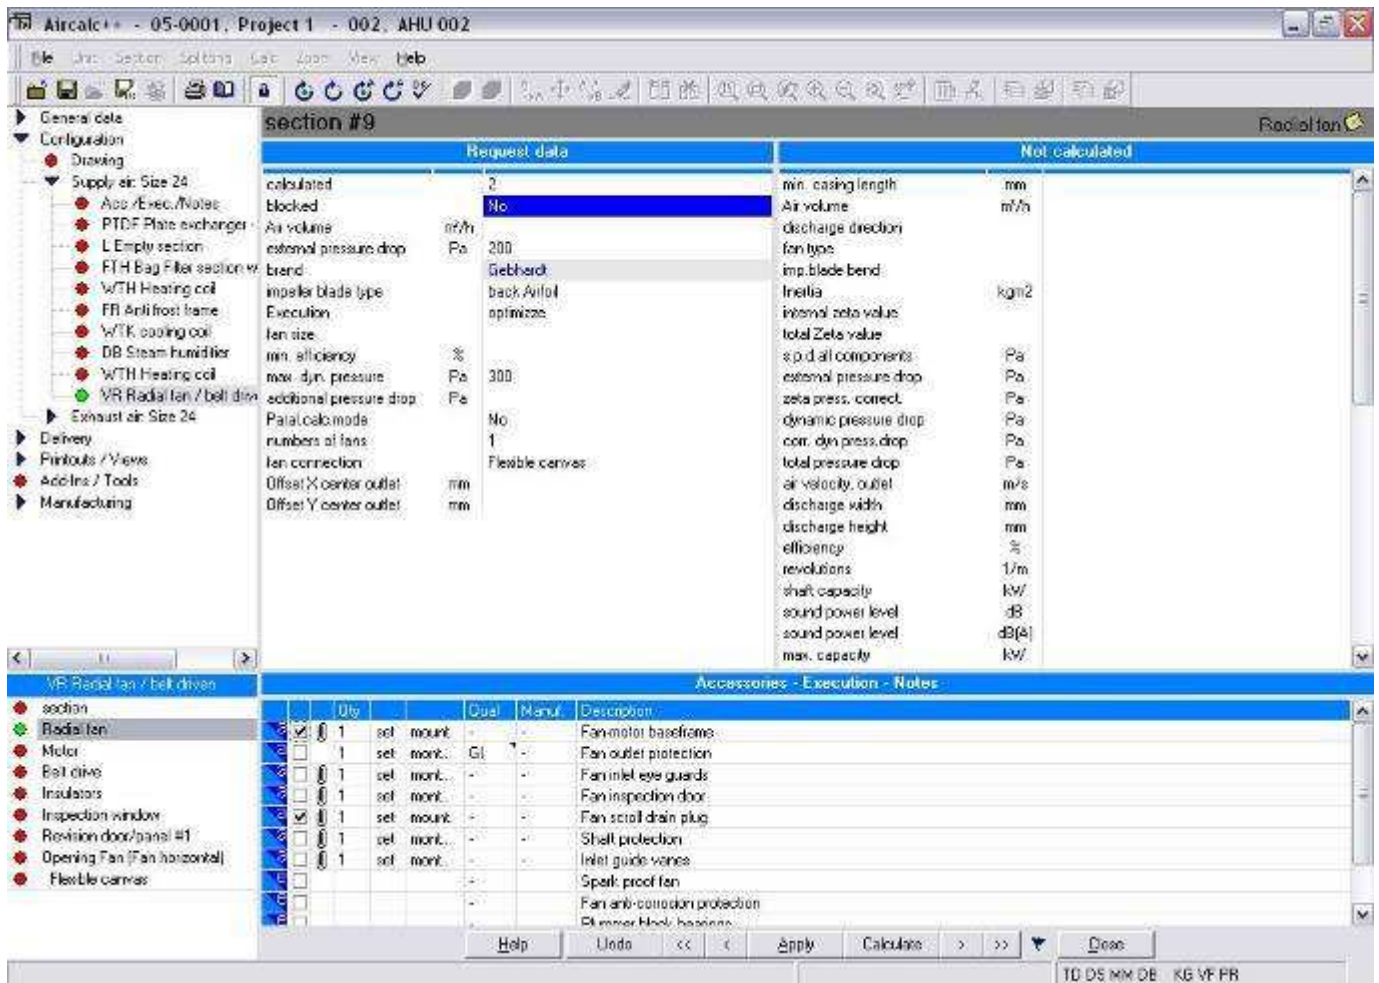 Aircalc++ - 05-0001, Project 1 - 002, AHU 002
File Unit Section Splitting Calc Zoom View Help
General data
Configuration
Drawing
Supply air: Size 24
Acc./Exec./Notes
PTDF Plate exchanger -
L Empty section
FTH Bag Filter section w
WTH Heating coil
FR Anti frost frame
WTK cooling coil
DB Steam humidifier
WTH Heating coil
VR Radial fan / belt drive
Exhaust air: Size 24
Delivery
Printouts / Views
Add-Ins / Tools
Manufacturing
section #9 Radial fan
Request data
calculated 2
blocked No
Air volume m³/h
external pressure drop Pa 200
brand Gebhardt
impeller blade type back.Airfoil
Execution optimizze
fan size
min. efficiency %
max. dyn. pressure Pa 300
additional pressure drop Pa
Paral.calc.mode No
numbers of fans 1
fan connection Flexible canvas
Offset X center outlet mm
Offset Y center outlet mm
Not calculated
min. casing length mm
Air volume m³/h
discharge direction
fan type
imp.blade bend
Inertia kgm2
internal zeta value
total Zeta value
s.p.d.all components Pa
external pressure drop Pa
zeta press. correct. Pa
dynamic pressure drop Pa
corr. dyn press.drop Pa
total pressure drop Pa
air velocity, outlet m/s
discharge width mm
discharge height mm
efficiency %
revolutions 1/m
shaft capacity kW
sound power level dB
sound power level dB(A)
max. capacity kW
VR Radial fan / belt driven
section
Radial fan
Motor
Belt drive
Insulators
Inspection window
Revision door/panel #1
Opening Fan (Fan horizontal)
Flexible canvas
Accessories - Execution - Notes
Qty Qual Manuf. Description
1 set mount - - Fan-motor baseframe
1 set mont... GI - Fan outlet protection
1 set mont... - - Fan inlet eye guards
1 set mont... - - Fan inspection door
1 set mount - - Fan scroll drain plug
1 set mont... - - Shaft protection
1 set mont... - - Inlet guide vanes
- Spark proof fan
- Fan anti-corrosion protection
Plummer block bearings
Help Undo << < Apply Calculate > >> Close
TD DS MM DB KG VF PR